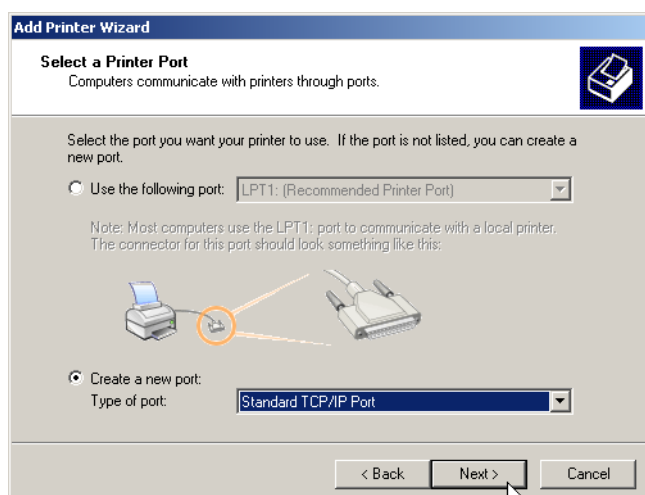 Add Printer Wizard
Select a Printer Port
Computers communicate with printers through ports.
Select the port you want your printer to use.  If the port is not listed, you can create a
new port.
Use the following port: LPT1: (Recommended Printer Port)
Note: Most computers use the LPT1: port to communicate with a local printer.
The connector for this port should look something like this:
Create a new port:
Type of port: Standard TCP/IP Port
< Back Next > Cancel